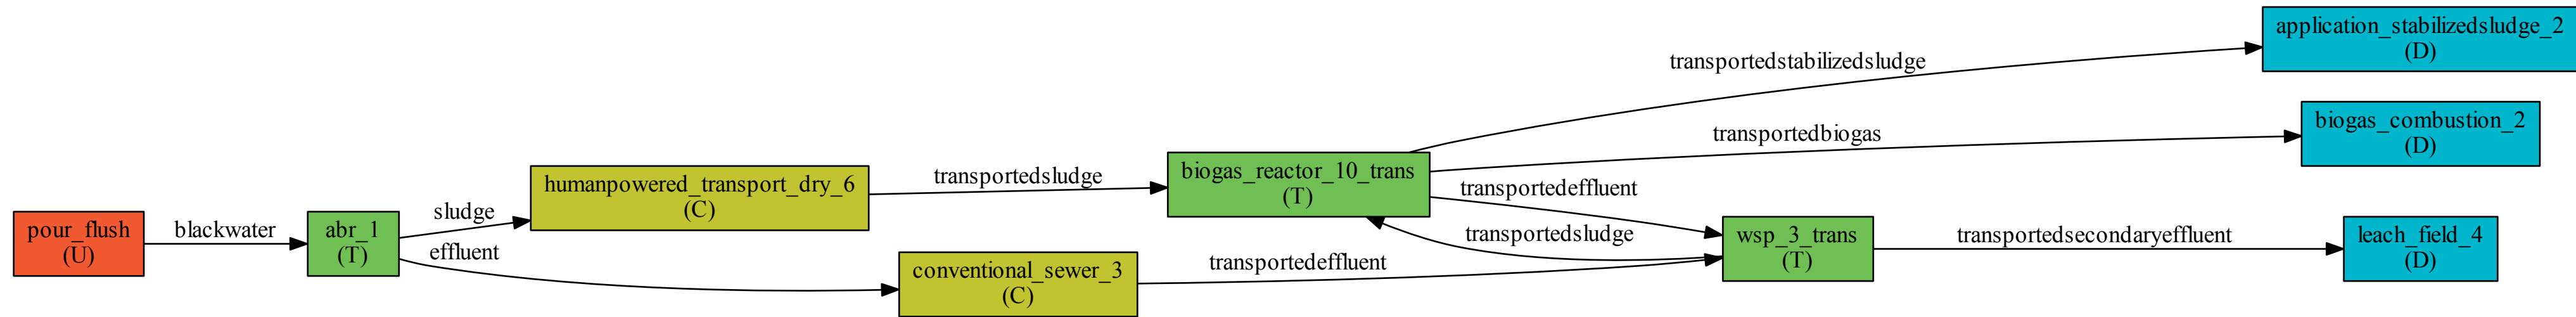 pour_flush
(U)
blackwater
abr_1
(T)
sludge
effluent
humanpowered_transport_dry_6
(C)
conventional_sewer_3
(C)
transportedsludge
transportedeffluent
biogas_reactor_10_trans
(T)
transportedstabilizedsludge
transportedbiogas
transportedeffluent
transportedsludge
wsp_3_trans
(T)
transportedsecondaryeffluent
application_stabilizedsludge_2
(D)
biogas_combustion_2
(D)
leach_field_4
(D)